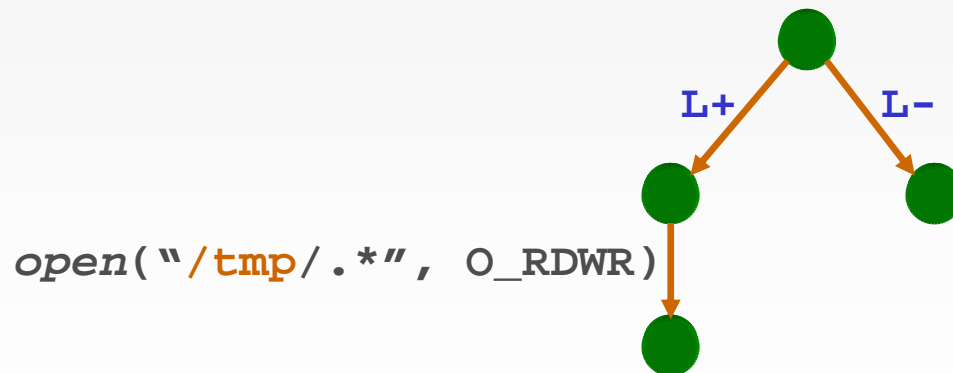 L+ L-
open(“/tmp/.*”, O_RDWR)